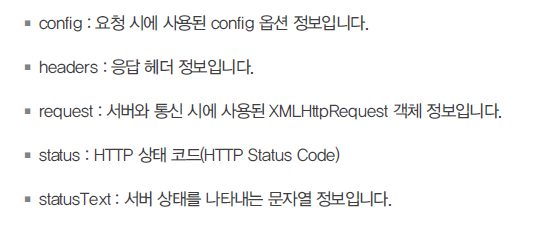 ▪ config : 요청 시에 사용된 config 옵션 정보입니다.
▪ headers : 응답 헤더 정보입니다.
▪ request : 서버와 통신 시에 사용된 XMLHttpRequest 객체 정보입니다.
▪ status : HTTP 상태 코드(HTTP Status Code)
▪ statusText : 서버 상태를 나타내는 문자열 정보입니다.